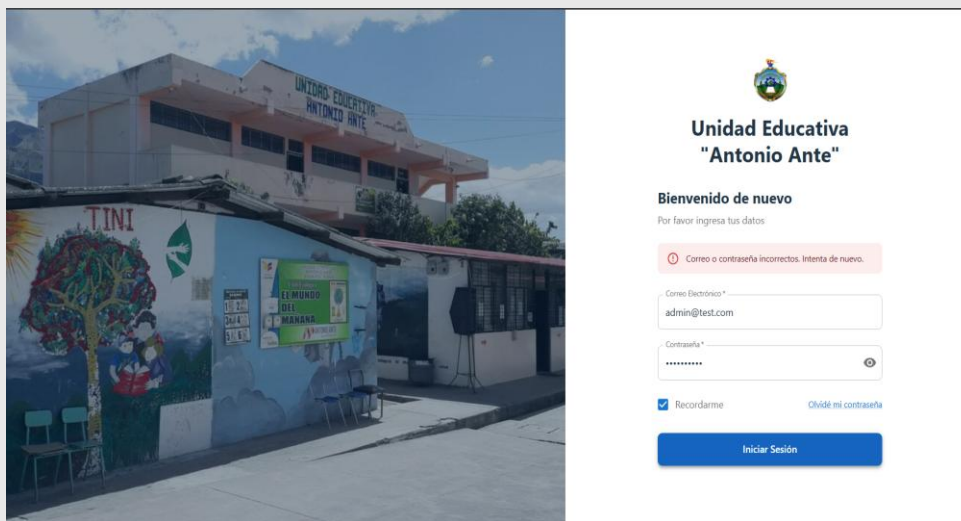 UNIDAD EDUCATIVA
ANTONIO ANTE
TINI
EL MUNDO
DEL
MAÑANA
Unidad Educativa
"Antonio Ante"
Bienvenido de nuevo
Por favor ingresa tus datos
Correo o contraseña incorrectos. Intenta de nuevo.
Correo Electrónico *
admin@test.com
Contraseña *
••••••••••
Recordarme
Olvidé mi contraseña
Iniciar Sesión